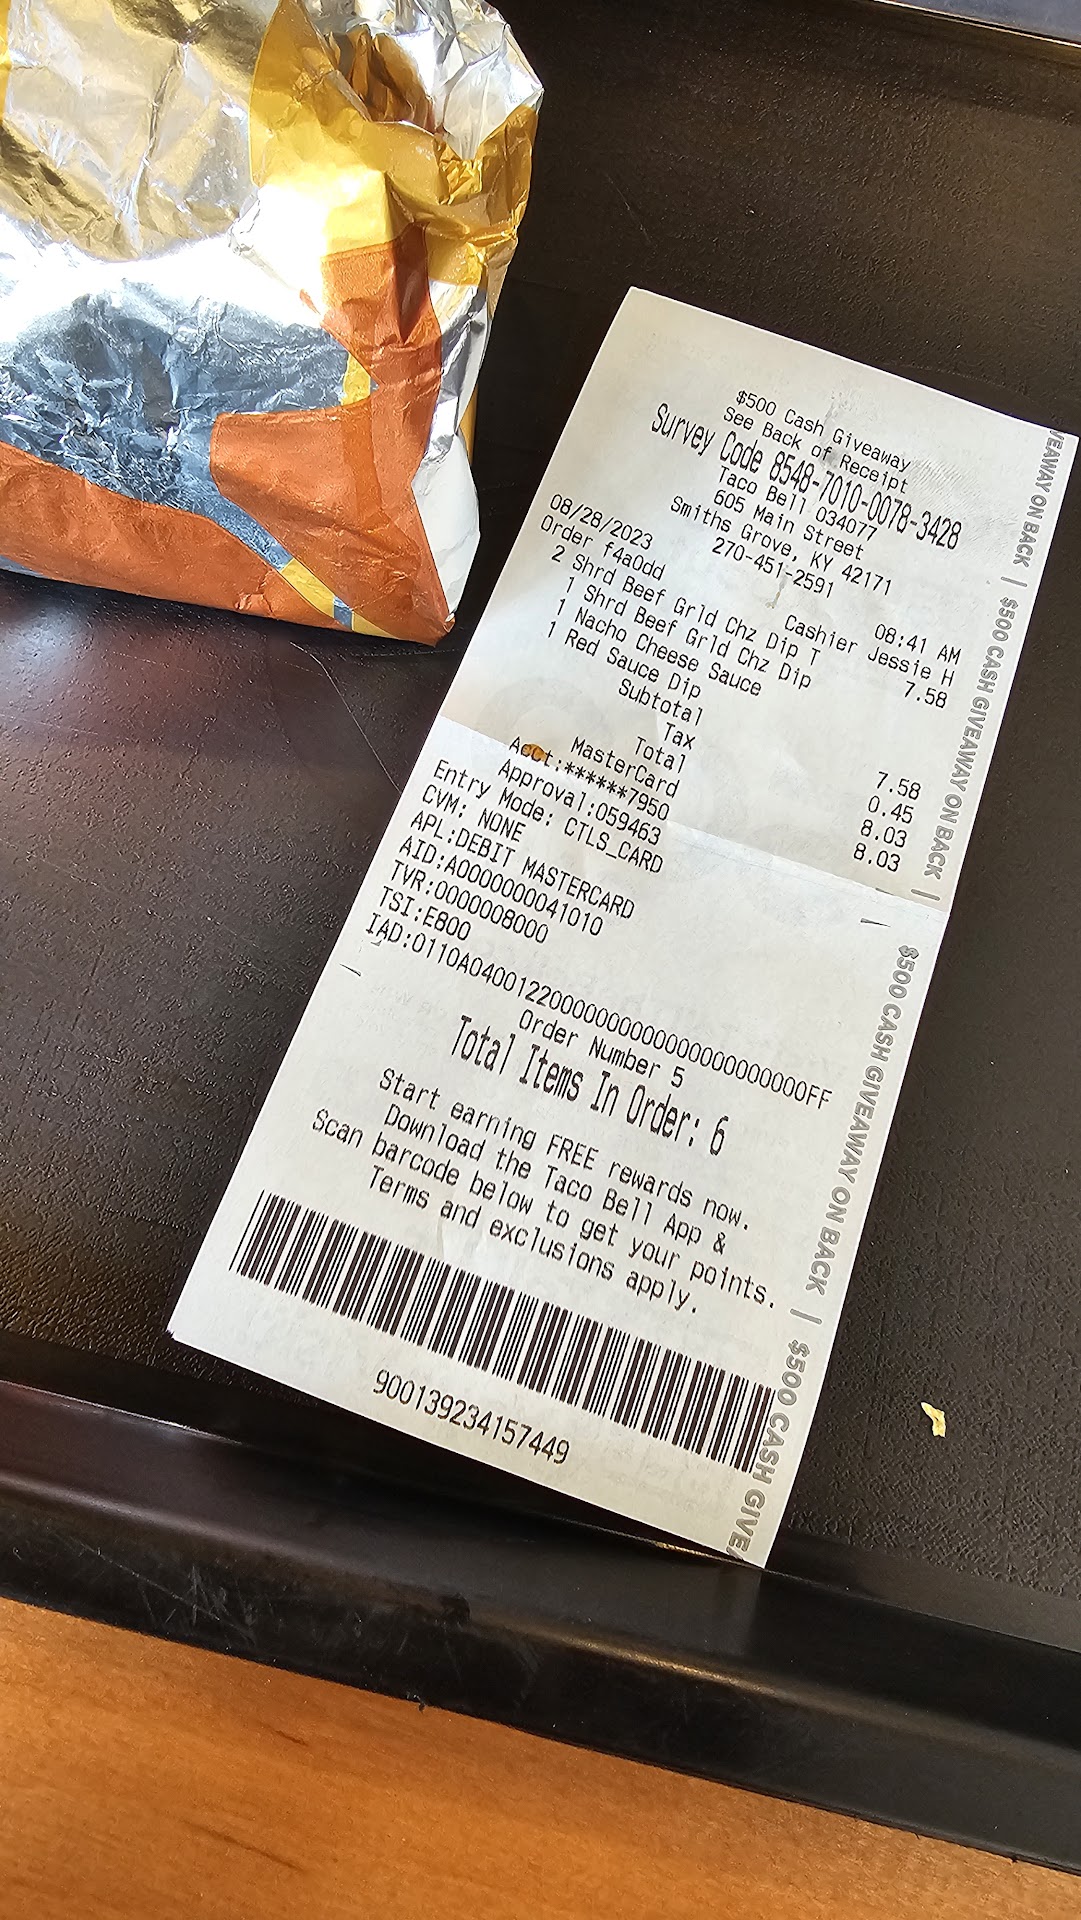 $500 Cash Giveaway
See Back of Receipt
Survey Code 8548-7010-0078-3428
Taco Bell 034077
605 Main Street
Smiths Grove, KY 42171
270-451-2591
08/28/2023 08:41 AM
Order f4a0dd Cashier Jessie H
2 Shrd Beef Grld Chz Dip T 7.58
1 Shrd Beef Grld Chz Dip
1 Nacho Cheese Sauce
1 Red Sauce Dip
Subtotal 7.58
Tax 0.45
Total 8.03
MasterCard 8.03
Acct:******7950
Approval:059463
Entry Mode: CTLS_CARD
CVM: NONE
APL:DEBIT MASTERCARD
AID:A0000000041010
TVR:0000008000
TSI:E800
IAD:0110A04001220000000000000000000000FF
Order Number 5
Total Items In Order: 6
Start earning FREE rewards now.
Download the Taco Bell App &
Scan barcode below to get your points.
Terms and exclusions apply.
900139234157449
VEAWAY ON BACK | $500 CASH GIVEAWAY ON BACK | $500 CASH GIVEAWAY ON BACK | $500 CASH GIVEA